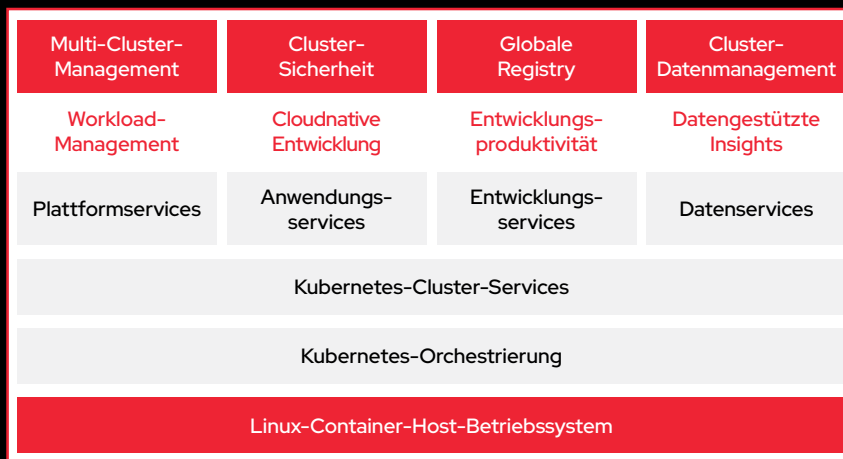 Multi-Cluster-
Management
Cluster-
Sicherheit
Globale
Registry
Cluster-
Datenmanagement
Workload-
Management
Cloudnative
Entwicklung
Entwicklungs-
produktivität
Datengestützte
Insights
Plattformservices
Anwendungs-
services
Entwicklungs-
services
Datenservices
Kubernetes-Cluster-Services
Kubernetes-Orchestrierung
Linux-Container-Host-Betriebssystem